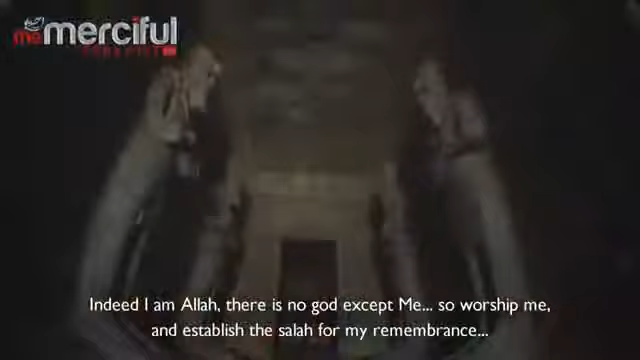 merciful
Indeed I am Allah, there is no god except Me... so worship me,
and establish the salah for my remembrance...